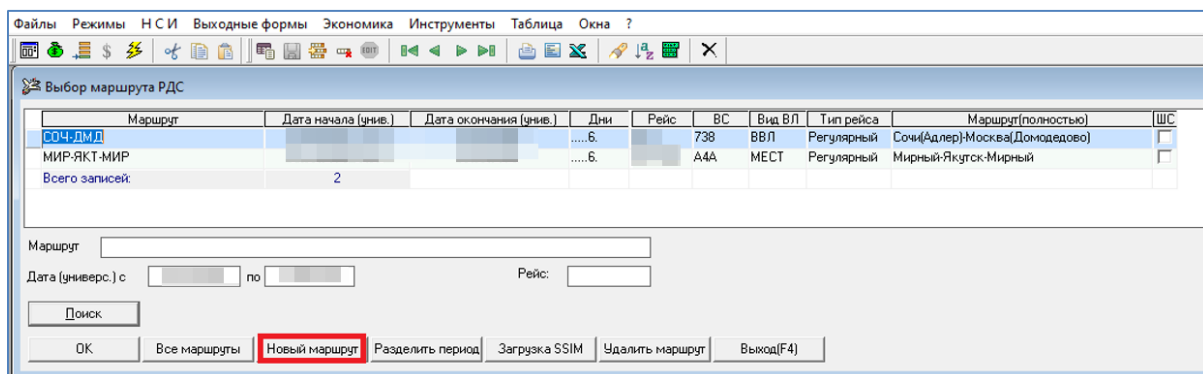 Файлы Режимы Н С И Выходные формы Экономика Инструменты Таблица Окна ?
Выбор маршрута РДС
Маршрут Дата начала (унив.) Дата окончания (унив.) Дни Рейс ВС Вид ВЛ Тип рейса Маршрут(полностью) ШС
СОЧ-ДМД .....6. 738 ВВЛ Регулярный Сочи(Адлер)-Москва(Домодедово)
МИР-ЯКТ-МИР .....6. A4A МЕСТ Регулярный Мирный-Якутск-Мирный
Всего записей: 2
Маршрут
Дата (универс.) с по Рейс:
Поиск
ОК Все маршруты Новый маршрут Разделить период Загрузка SSIM Удалить маршрут Выход(F4)